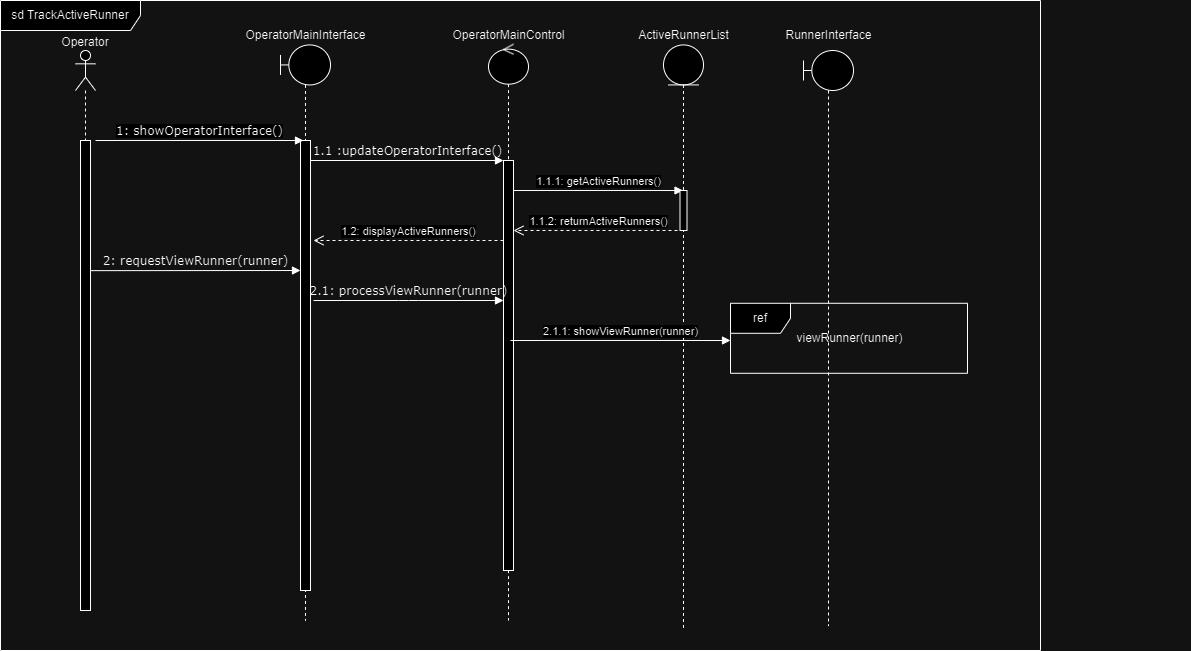 sd TrackActiveRunner
Operator
OperatorMainInterface
OperatorMainControl
ActiveRunnerList
RunnerInterface
1: showOperatorInterface()
1.1 :updateOperatorInterface()
1.1.1: getActiveRunners()
1.1.2: returnActiveRunners()
1.2: displayActiveRunners()
2: requestViewRunner(runner)
2.1: processViewRunner(runner)
ref
2.1.1: showViewRunner(runner)
viewRunner(runner)